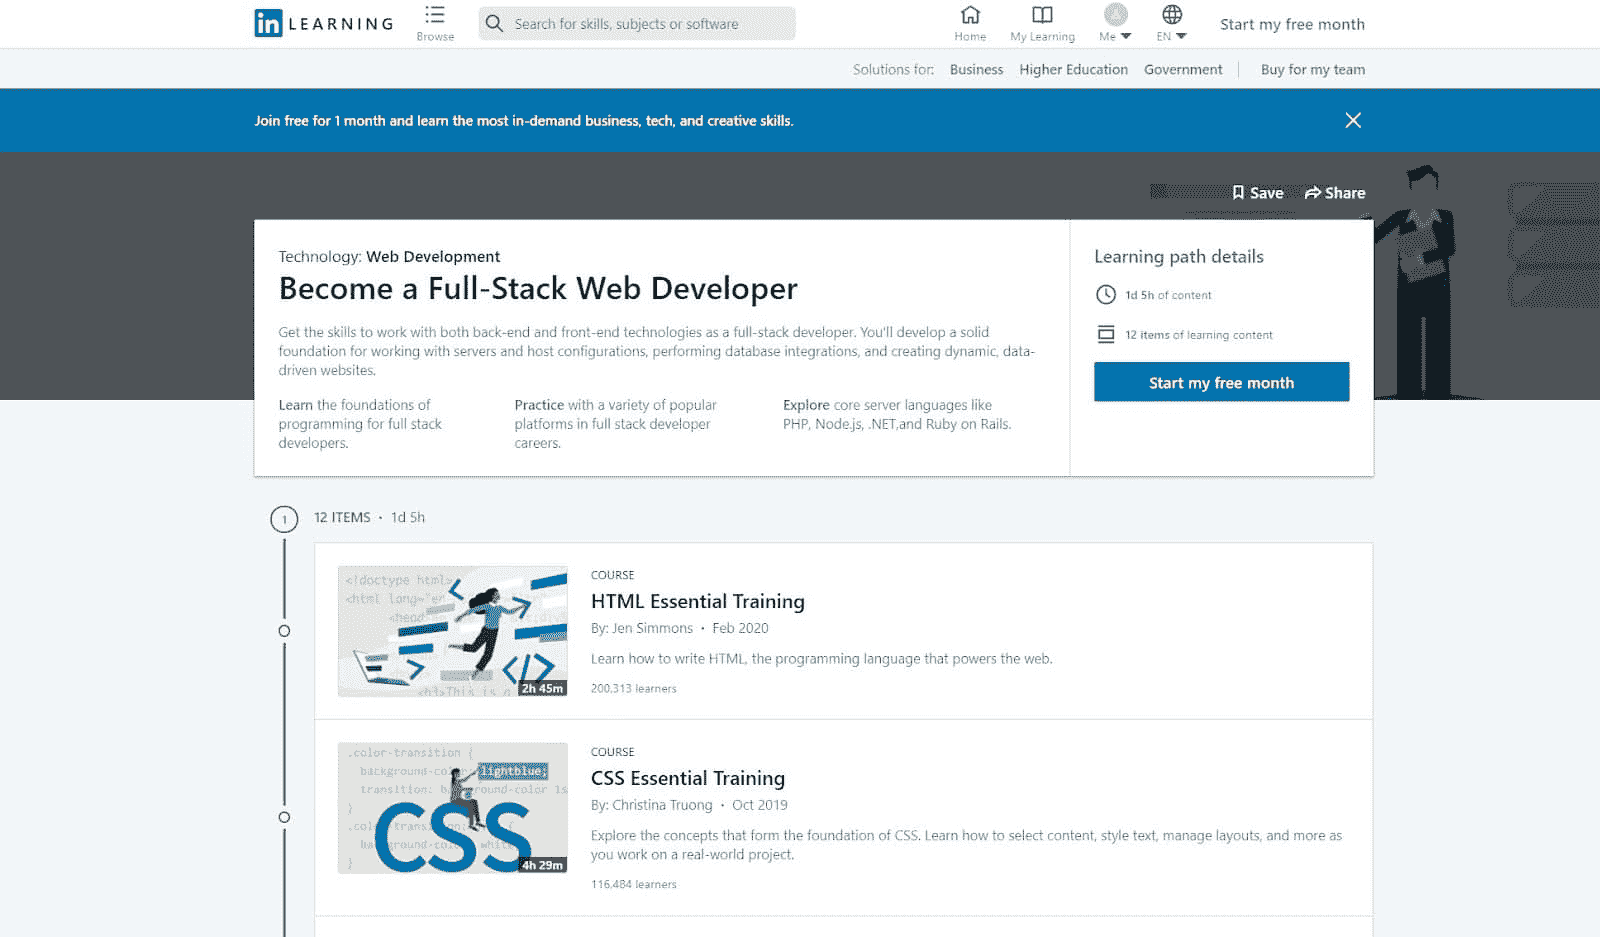 in LEARNING
Browse
Search for skills, subjects or software
Home
My Learning
Me
EN
Start my free month
Solutions for: Business Higher Education Government Buy for my team
Join free for 1 month and learn the most in-demand business, tech, and creative skills.
Save Share
Technology: Web Development
Become a Full-Stack Web Developer
Get the skills to work with both back-end and front-end technologies as a full-stack developer. You'll develop a solid
foundation for working with servers and host configurations, performing database integrations, and creating dynamic, data-
driven websites.
Learn the foundations of
programming for full stack
developers.
Practice with a variety of popular
platforms in full stack developer
careers.
Explore core server languages like
PHP, Node.js, .NET,and Ruby on Rails.
Learning path details
1d 5h of content
12 items of learning content
Start my free month
1
12 ITEMS · 1d 5h
<!doctype html>
<html lang="en
<head
<h3>This is a
2h 45m
COURSE
HTML Essential Training
By: Jen Simmons · Feb 2020
Learn how to write HTML, the programming language that powers the web.
200,313 learners
.color-transition {
background-color: lightblue;
transition: background-color 1s
}
background-color: white
}
CSS
4h 29m
COURSE
CSS Essential Training
By: Christina Truong · Oct 2019
Explore the concepts that form the foundation of CSS. Learn how to select content, style text, manage layouts, and more as
you work on a real-world project.
116,484 learners